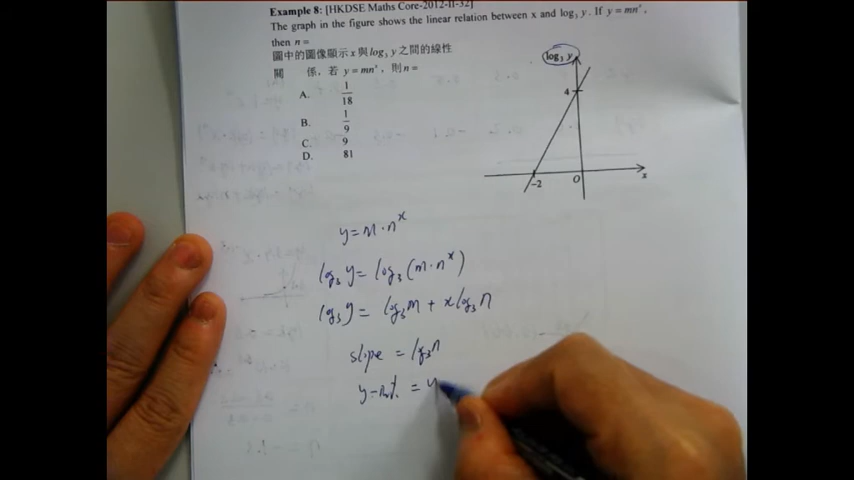 Example 8: [HKDSE Maths Core-2012-II-32]
The graph in the figure shows the linear relation between x and log₃ y. If y = mnˣ,
then n =
圖中的圖像顯示 x 與 log₃ y 之間的線性
關 係，若 y = mnˣ，則 n =
A. 1/18
B. 1/9
C. 9
D. 81
log₃ y
4
-2
O
x
y = m·nˣ
log₃ y = log₃ (m·nˣ)
log₃ y = log₃ m + x log₃ n
slope = log₃ n
y-int. =